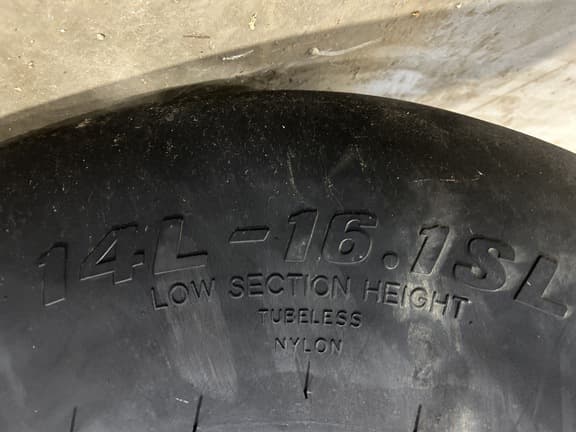 14L-16.1SL
LOW SECTION HEIGHT
TUBELESS
NYLON